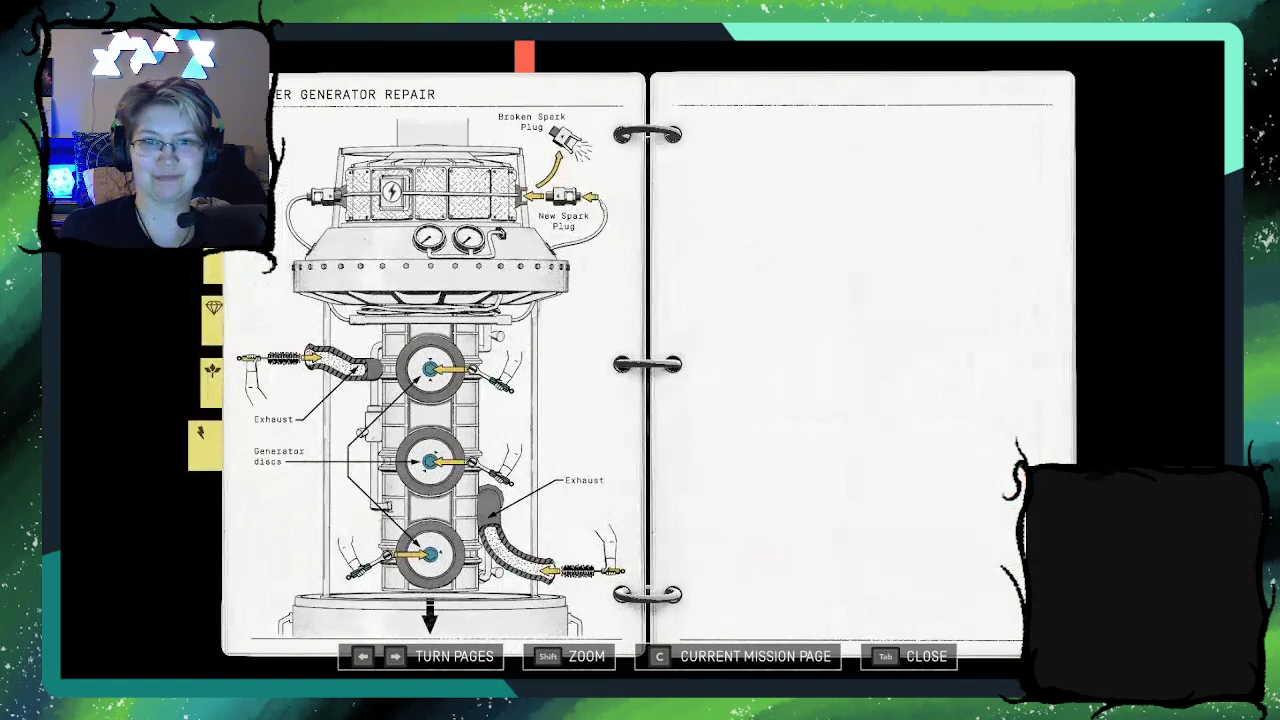 ER GENERATOR REPAIR
Broken Spark
Plug
New Spark
Plug
Exhaust
Generator
discs
Exhaust
TURN PAGES
Shift ZOOM
C CURRENT MISSION PAGE
Tab CLOSE